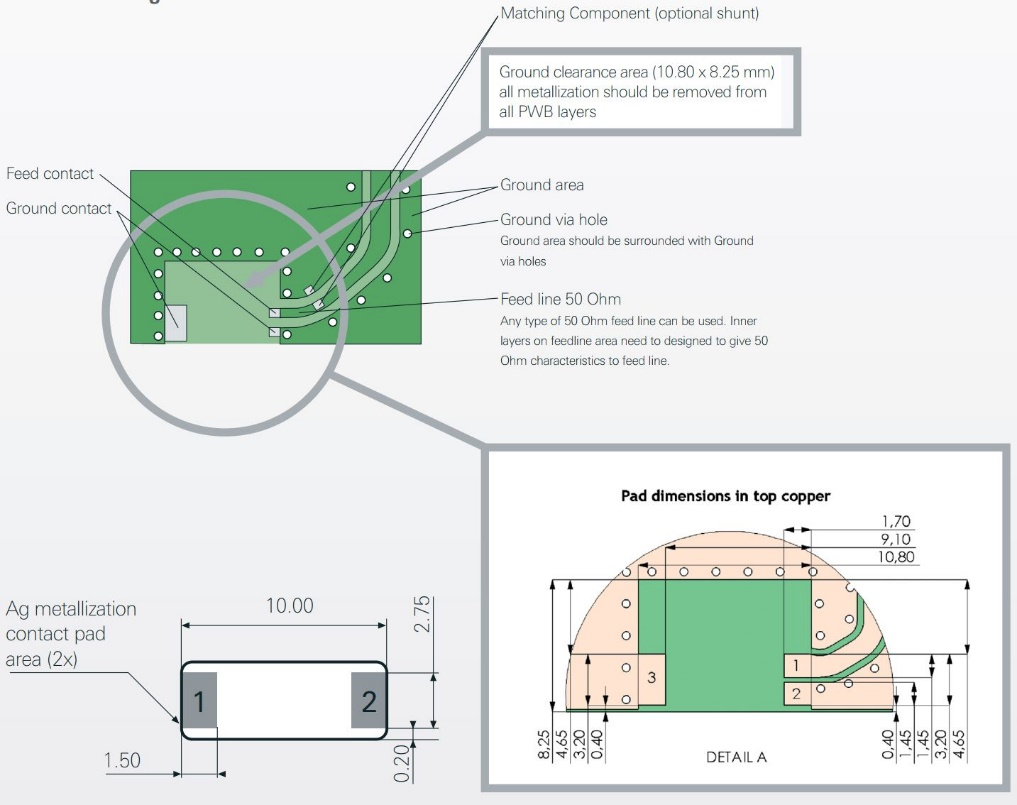 Matching Component (optional shunt)
Ground clearance area (10.80 x 8.25 mm)
all metallization should be removed from
all PWB layers
Feed contact
Ground contact
Ground area
Ground via hole
Ground area should be surrounded with Ground
via holes
Feed line 50 Ohm
Any type of 50 Ohm feed line can be used. Inner
layers on feedline area need to designed to give 50
Ohm characteristics to feed line.
Pad dimensions in top copper
1,70
9,10
10,80
3
1
2
8,25
4,65
3,20
0,40
0,40
1,45
1,45
3,20
4,65
DETAIL A
Ag metallization
contact pad
area (2x)
10.00
2.75
1
2
1.50
0.20